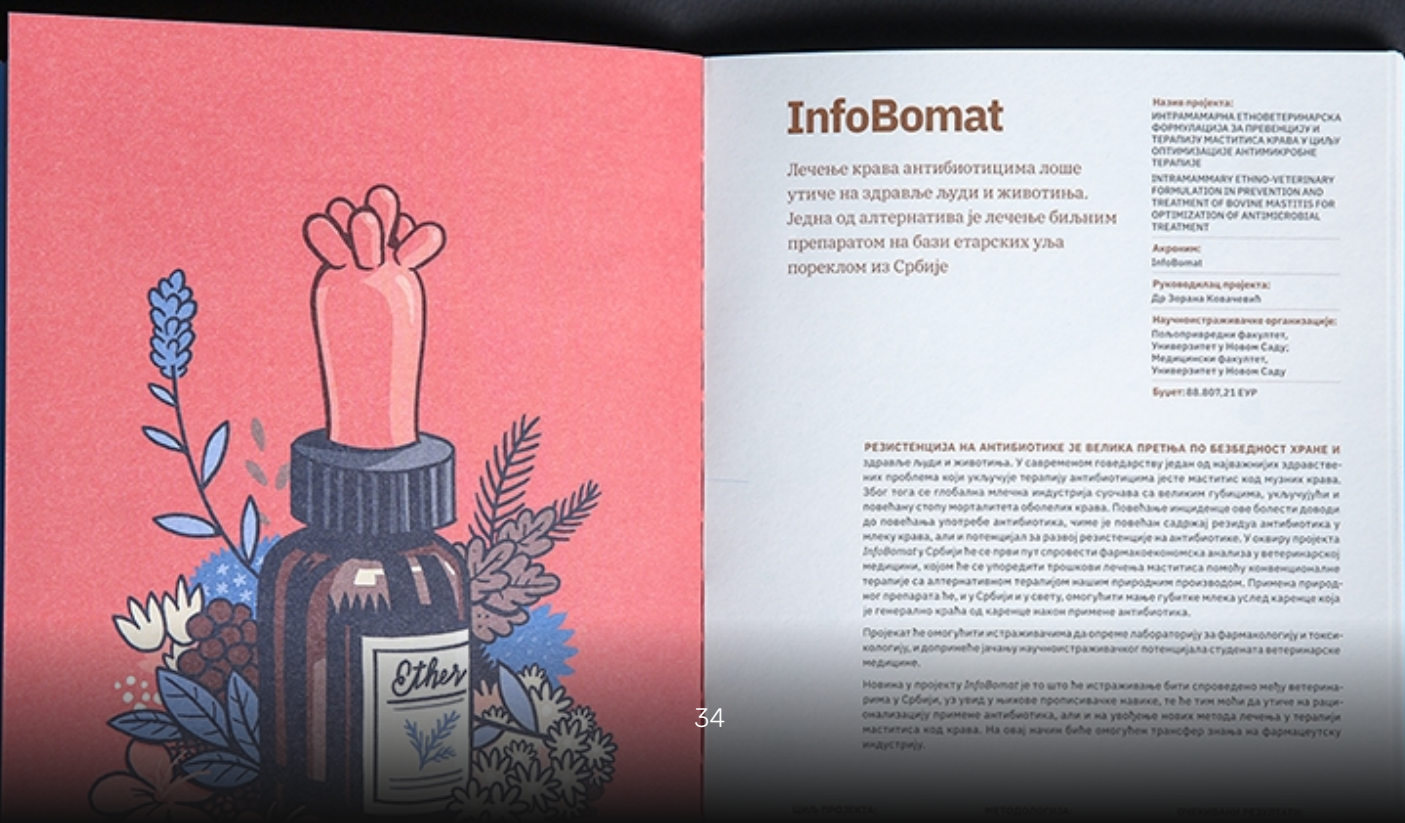 Ether
InfoBomat
Лечење крава антибиотицима лоше
утиче на здравље људи и животиња.
Једна од алтернатива је лечење биљним
препаратом на бази етарских уља
пореклом из Србије
Назив пројекта:
ИНТРАМАМАРНА ЕТНОВЕТЕРИНАРСКА
ФОРМУЛАЦИЈА ЗА ПРЕВЕНЦИЈУ И
ТЕРАПИЈУ МАСТИТИСА КРАВА У ЦИЉУ
ОПТИМИЗАЦИЈЕ АНТИМИКРОБНЕ
ТЕРАПИЈЕ
INTRAMAMMARY ETHNO-VETERINARY
FORMULATION IN PREVENTION AND
TREATMENT OF BOVINE MASTITIS FOR
OPTIMIZATION OF ANTIMICROBIAL
TREATMENT
Акроним:
InfoBomat
Руководилац пројекта:
Др Зорана Ковачевић
Научноистраживачке организације:
Пољопривредни факултет,
Универзитет у Новом Саду;
Медицински факултет,
Универзитет у Новом Саду
Буџет: 88.807,21 ЕУР
РЕЗИСТЕНЦИЈА НА АНТИБИОТИКЕ ЈЕ ВЕЛИКА ПРЕТЊА ПО БЕЗБЕДНОСТ ХРАНЕ И
здравље људи и животиња. У савременом говедарству један од најважнијих здравстве-
них проблема који укључује терапију антибиотицима јесте маститис код музних крава.
Због тога се глобална млечна индустрија суочава са великим губицима, укључујући и
повећану стопу морталитета оболелих крава. Повећање инциденце ове болести доводи
до повећања употребе антибиотика, чиме је повећан садржај резидуа антибиотика у
млеку крава, али и потенцијал за развој резистенције на антибиотике. У оквиру пројекта
InfoBomat у Србији ће се први пут спровести фармакоекономска анализа у ветеринарској
медицини, којом ће се упоредити трошкови лечења маститиса помоћу конвенционалне
терапије са алтернативном терапијом нашим природним производом. Примена природ-
ног препарата ће, и у Србији и у свету, омогућити мање губитке млека услед каренце која
је генерално краћа од каренце након примене антибиотика.
Пројекат ће омогућити истраживачима да опреме лабораторију за фармакологију и токси-
кологију, и допринеће јачању научноистраживачког потенцијала студената ветеринарске
медицине.
Новина у пројекту InfoBomat је то што ће истраживање бити спроведено међу ветерина-
рима у Србији, уз увид у њихове прописивачке навике, те ће тим моћи да утиче на раци-
онализацију примене антибиотика, али и на увођење нових метода лечења у терапији
маститиса код крава. На овај начин биће омогућен трансфер знања на фармацеутску
индустрију.
34
ЦИЉ ПРОЈЕКТА
МЕТОДОЛОГИЈА